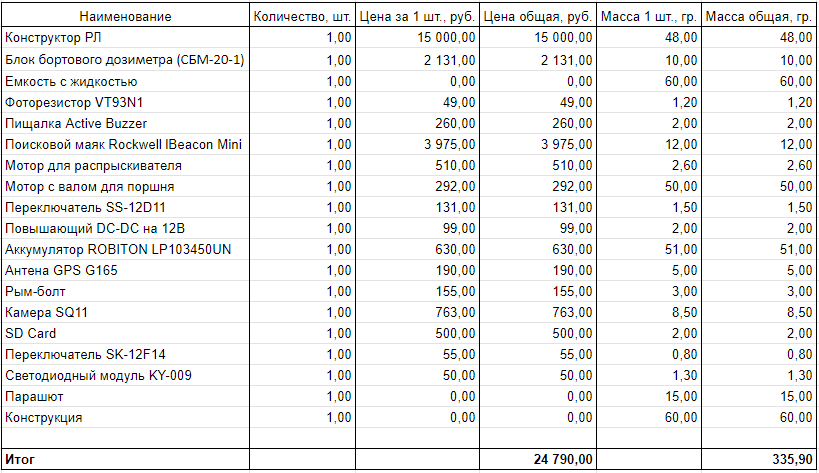 Наименование Количество, шт. Цена за 1 шт., руб. Цена общая, руб. Масса 1 шт., гр. Масса общая, гр.
Конструктор РЛ 1,00 15 000,00 15 000,00 48,00 48,00
Блок бортового дозиметра (СБМ-20-1) 1,00 2 131,00 2 131,00 10,00 10,00
Емкость с жидкостью 1,00 0,00 0,00 60,00 60,00
Фоторезистор VT93N1 1,00 49,00 49,00 1,20 1,20
Пищалка Active Buzzer 1,00 260,00 260,00 2,00 2,00
Поисковой маяк Rockwell IBeacon Mini 1,00 3 975,00 3 975,00 12,00 12,00
Мотор для распрыскивателя 1,00 510,00 510,00 2,60 2,60
Мотор с валом для поршня 1,00 292,00 292,00 50,00 50,00
Переключатель SS-12D11 1,00 131,00 131,00 1,50 1,50
Повышающий DC-DC на 12В 1,00 99,00 99,00 2,00 2,00
Аккумулятор ROBITON LP103450UN 1,00 630,00 630,00 51,00 51,00
Антена GPS G165 1,00 190,00 190,00 5,00 5,00
Рым-болт 1,00 155,00 155,00 3,00 3,00
Камера SQ11 1,00 763,00 763,00 8,50 8,50
SD Card 1,00 500,00 500,00 2,00 2,00
Переключатель SK-12F14 1,00 55,00 55,00 0,80 0,80
Светодиодный модуль KY-009 1,00 50,00 50,00 1,30 1,30
Парашют 1,00 0,00 0,00 15,00 15,00
Конструкция 1,00 0,00 0,00 60,00 60,00
Итог 24 790,00 335,90